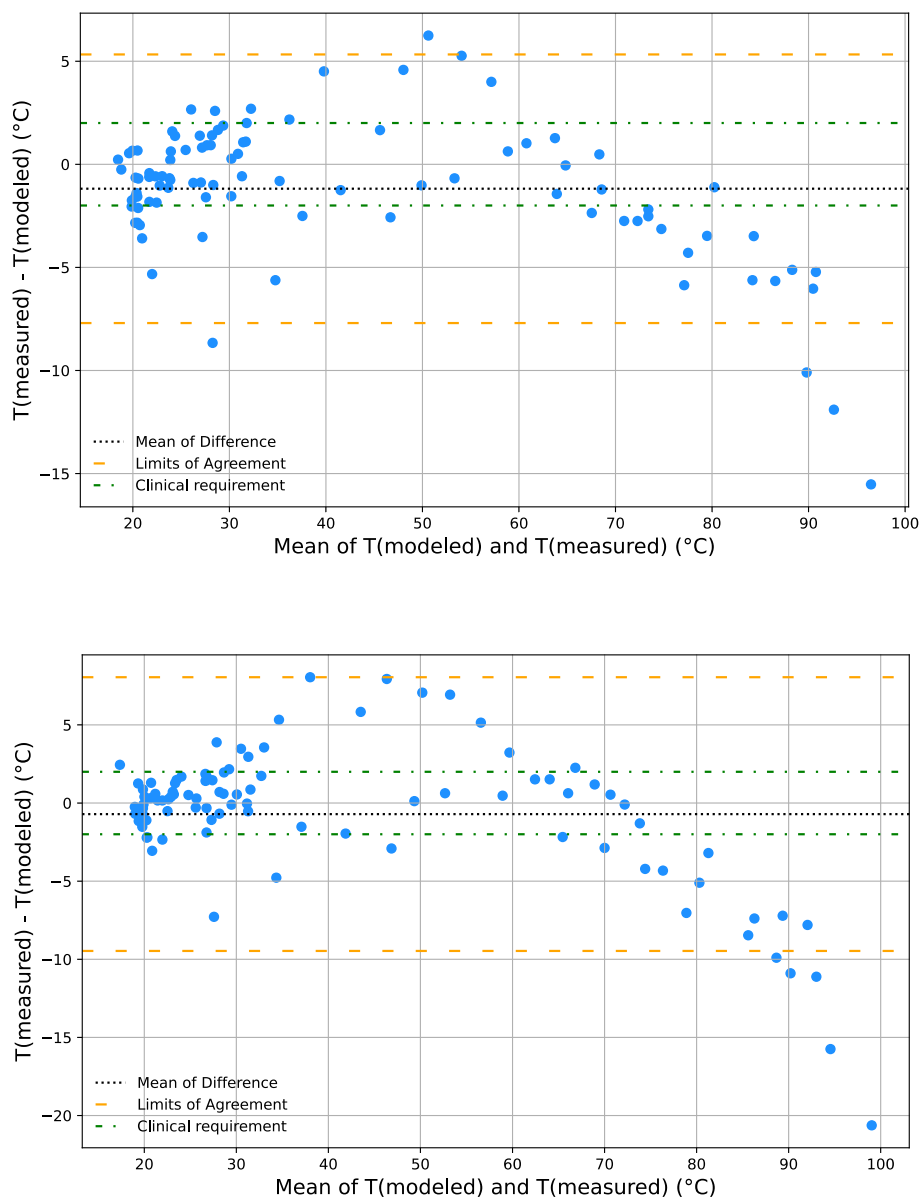 5
0
−5
−10
−15
T(measured) - T(modeled) (°C)
Mean of Difference
Limits of Agreement
Clinical requirement
20 30 40 50 60 70 80 90 100
Mean of T(modeled) and T(measured) (°C)
5
0
−5
−10
−15
−20
T(measured) - T(modeled) (°C)
Mean of Difference
Limits of Agreement
Clinical requirement
20 30 40 50 60 70 80 90 100
Mean of T(modeled) and T(measured) (°C)